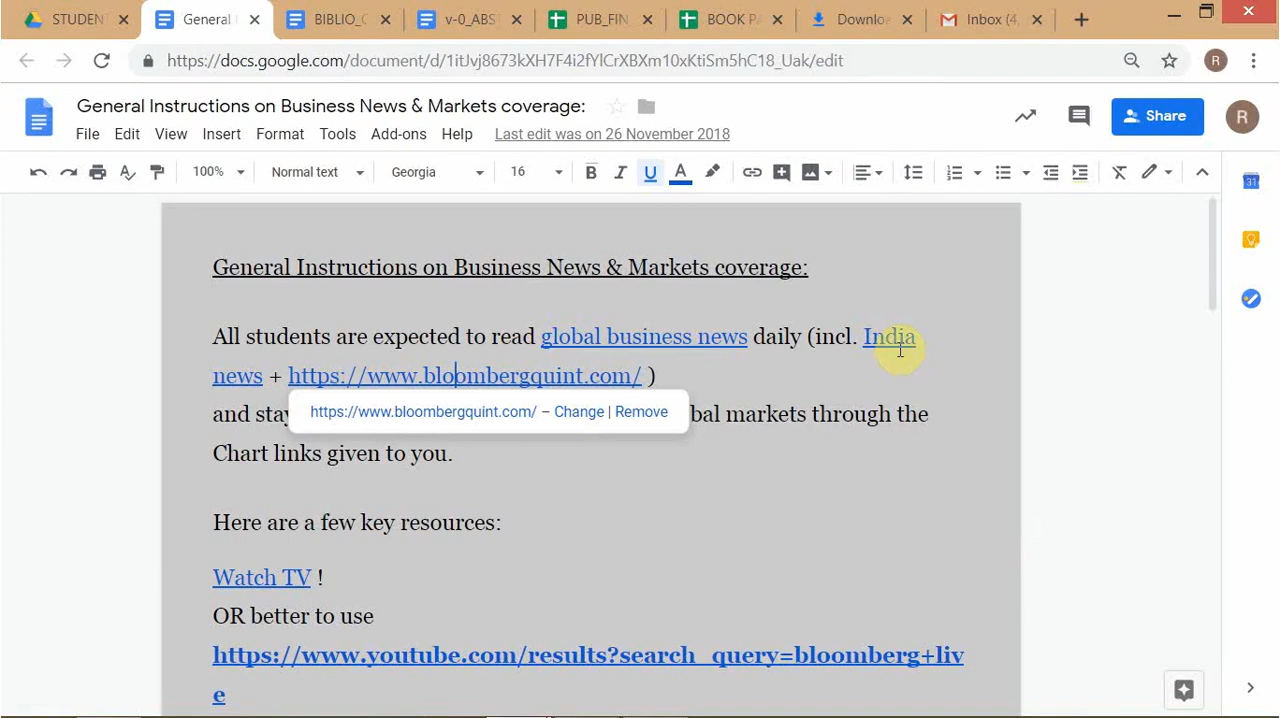 STUDEN
General
BIBLIO_C
v-0_ABST
PUB_FIN
BOOK PA
Downloa
Inbox (4,
https://docs.google.com/document/d/1itUvj8673kXH7F4i2fYlCrXBXm10xKtiSm5hC18_Uak/edit
R
General Instructions on Business News & Markets coverage:
File Edit View Insert Format Tools Add-ons Help Last edit was on 26 November 2018
Share
R
100% Normal text Georgia 16 B I U A
31
General Instructions on Business News & Markets coverage:
All students are expected to read global business news daily (incl. India
news + https://www.bloombergquint.com/ )
https://www.bloombergquint.com/ – Change | Remove
and stay bal markets through the
Chart links given to you.
Here are a few key resources:
Watch TV !
OR better to use
https://www.youtube.com/results?search_query=bloomberg+liv
e